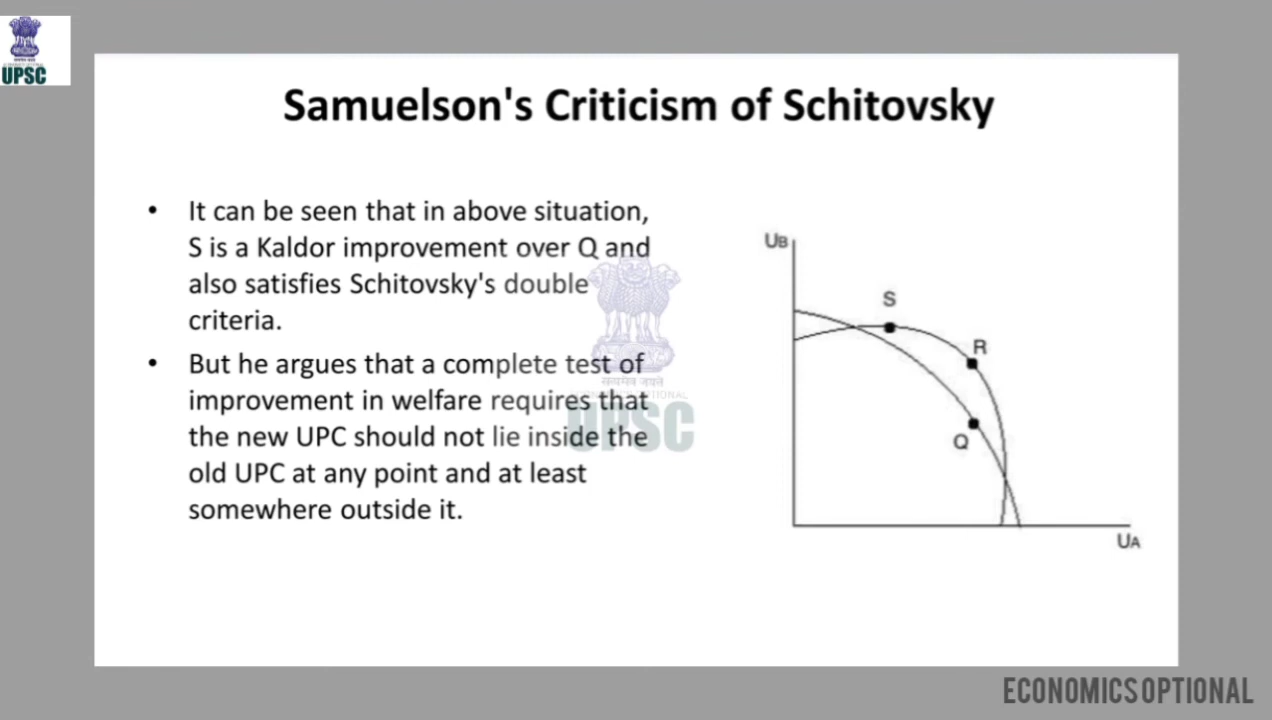 UPSC
Samuelson's Criticism of Schitovsky
• It can be seen that in above situation,
S is a Kaldor improvement over Q and
also satisfies Schitovsky's double
criteria.
• But he argues that a complete test of
improvement in welfare requires that
the new UPC should not lie inside the
old UPC at any point and at least
somewhere outside it.
UB
S
R
Q
UA
सत्यमेव जयते
UPSC
ECONOMICS OPTIONAL